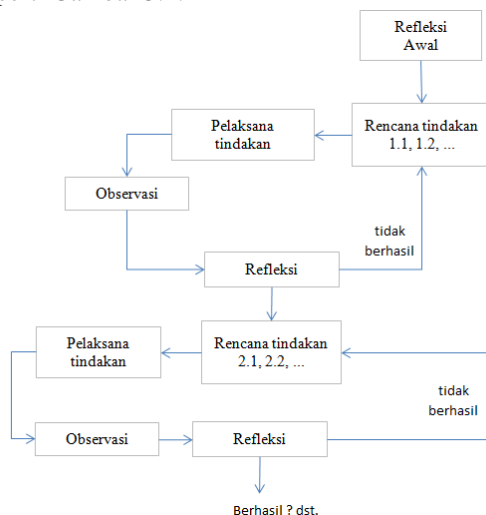 Refleksi
Awal
Rencana tindakan
1.1, 1.2, ...
Pelaksana
tindakan
Observasi
tidak
berhasil
Refleksi
Rencana tindakan
2.1, 2.2, ...
Pelaksana
tindakan
tidak
berhasil
Observasi
Refleksi
Berhasil ? dst.